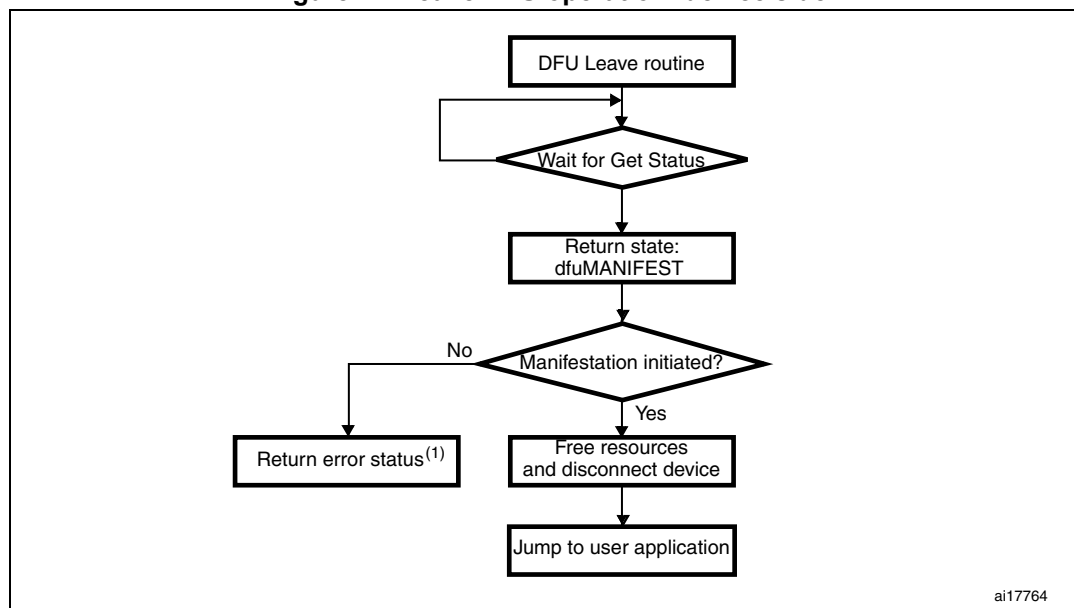 DFU Leave routine
Wait for Get Status
Return state:
dfuMANIFEST
No
Manifestation initiated?
Yes
Return error status(1)
Free resources
and disconnect device
Jump to user application
ai17764